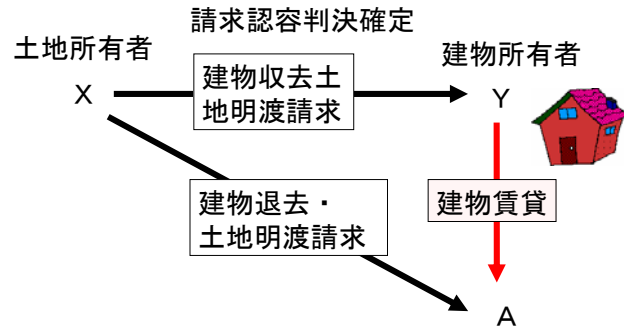 請求認容判決確定
土地所有者
建物所有者
X
建物収去土
地明渡請求
Y
建物退去・
土地明渡請求
建物賃貸
A